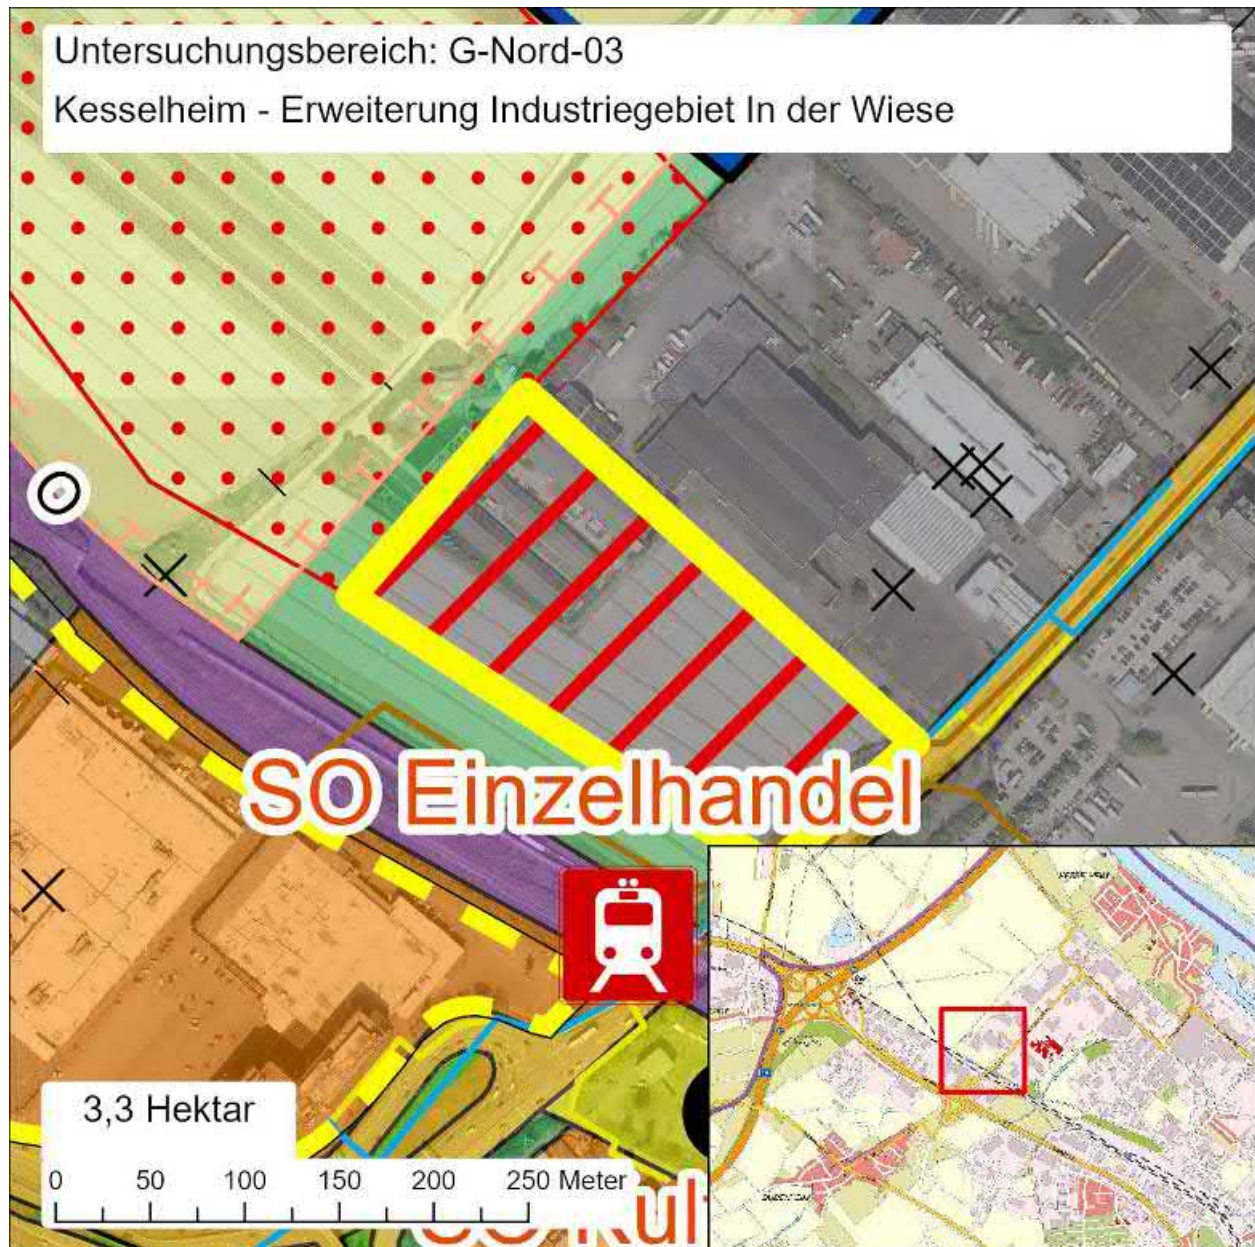 Untersuchungsbereich: G-Nord-03
Kesselheim - Erweiterung Industriegebiet In der Wiese
SO Einzelhandel
3,3 Hektar
0 50 100 150 200 250 Meter